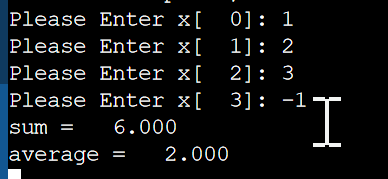 Please Enter x[  0]: 1
Please Enter x[  1]: 2
Please Enter x[  2]: 3
Please Enter x[  3]: -1
sum =   6.000
average =   2.000